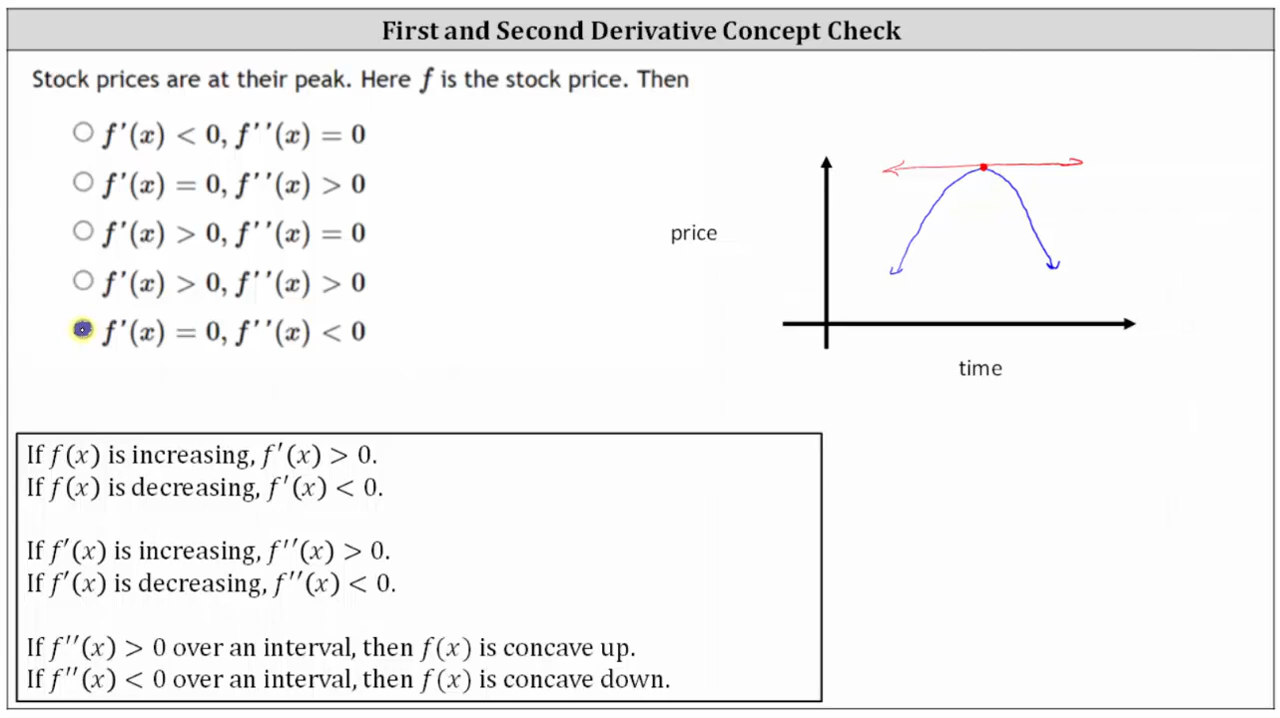 First and Second Derivative Concept Check
Stock prices are at their peak. Here f is the stock price. Then
f'(x) < 0, f''(x) = 0
f'(x) = 0, f''(x) > 0
f'(x) > 0, f''(x) = 0
f'(x) > 0, f''(x) > 0
f'(x) = 0, f''(x) < 0
price
time
If f(x) is increasing, f′(x) > 0.
If f(x) is decreasing, f′(x) < 0.
If f′(x) is increasing, f′′(x) > 0.
If f′(x) is decreasing, f′′(x) < 0.
If f′′(x) > 0 over an interval, then f(x) is concave up.
If f′′(x) < 0 over an interval, then f(x) is concave down.